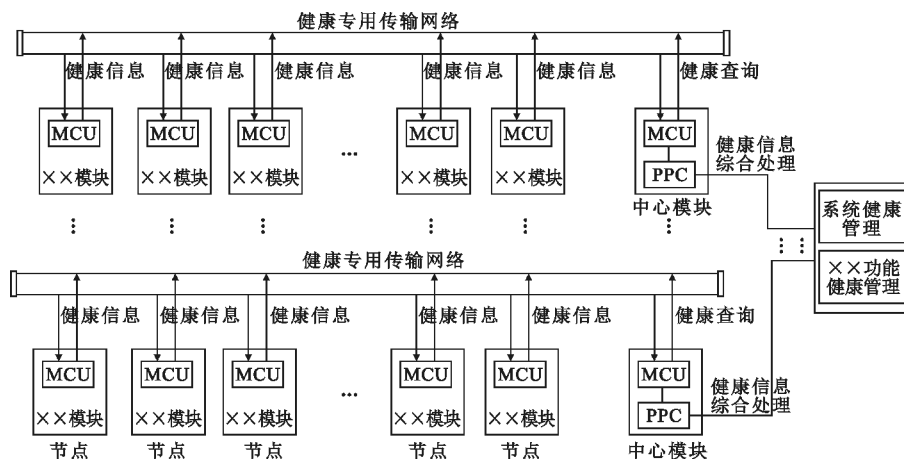 健康专用传输网络
健康信息
健康信息
健康信息
健康信息
健康信息
健康查询
MCU
MCU
MCU
MCU
MCU
MCU
××模块
××模块
××模块
...
××模块
××模块
PPC
中心模块
健康信息
综合处理
系统健康
管理
××功能
健康管理
健康专用传输网络
健康信息
健康信息
健康信息
健康信息
健康信息
健康查询
MCU
MCU
MCU
MCU
MCU
MCU
××模块
××模块
××模块
...
××模块
××模块
PPC
健康信息
综合处理
节点
节点
节点
节点
节点
中心模块